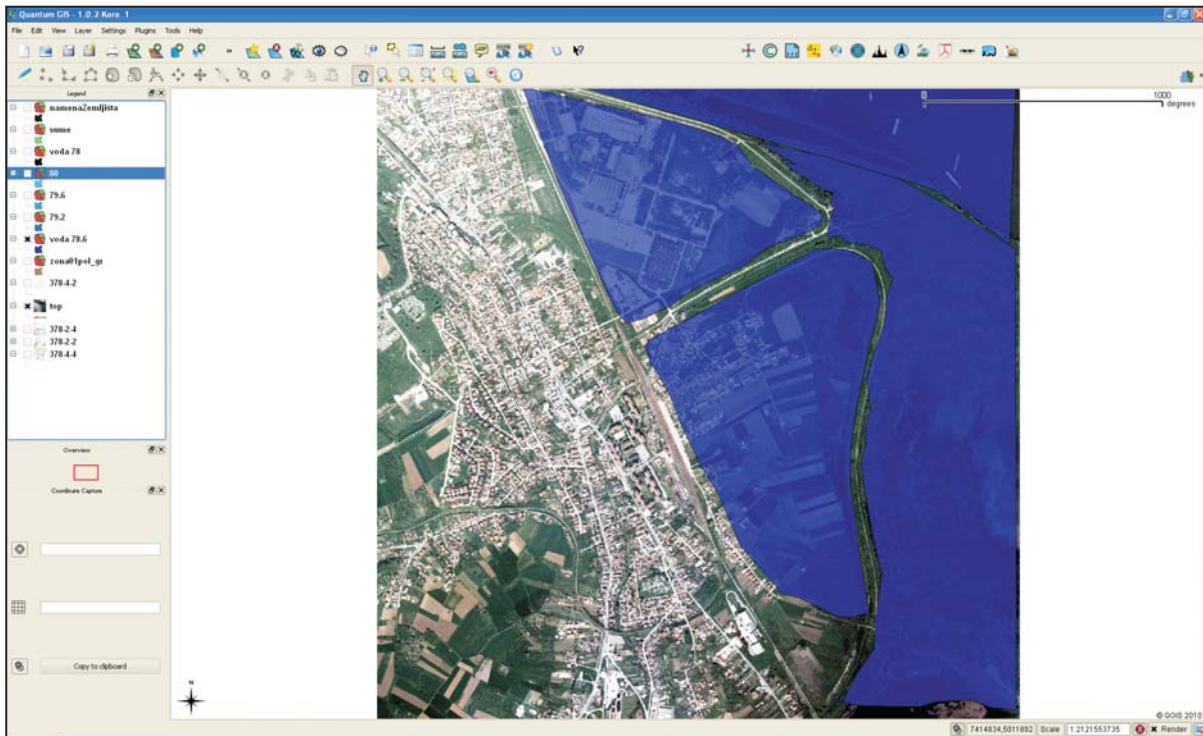 Quantum GIS - 1.0.2 Kore 1
File Edit View Layer Settings Plugins Tools Help
Legend
namenaZemljista
sume
voda 78
80
79.6
79.2
voda 78.6
zona01pol_gr
378-4-2
top
378-2-4
378-2-2
378-4-4
Overview
Coordinate Capture
Copy to clipboard
0
1000
degrees
N
© QGIS 2010
7414834,5011892 Scale 1:2121553735 Render